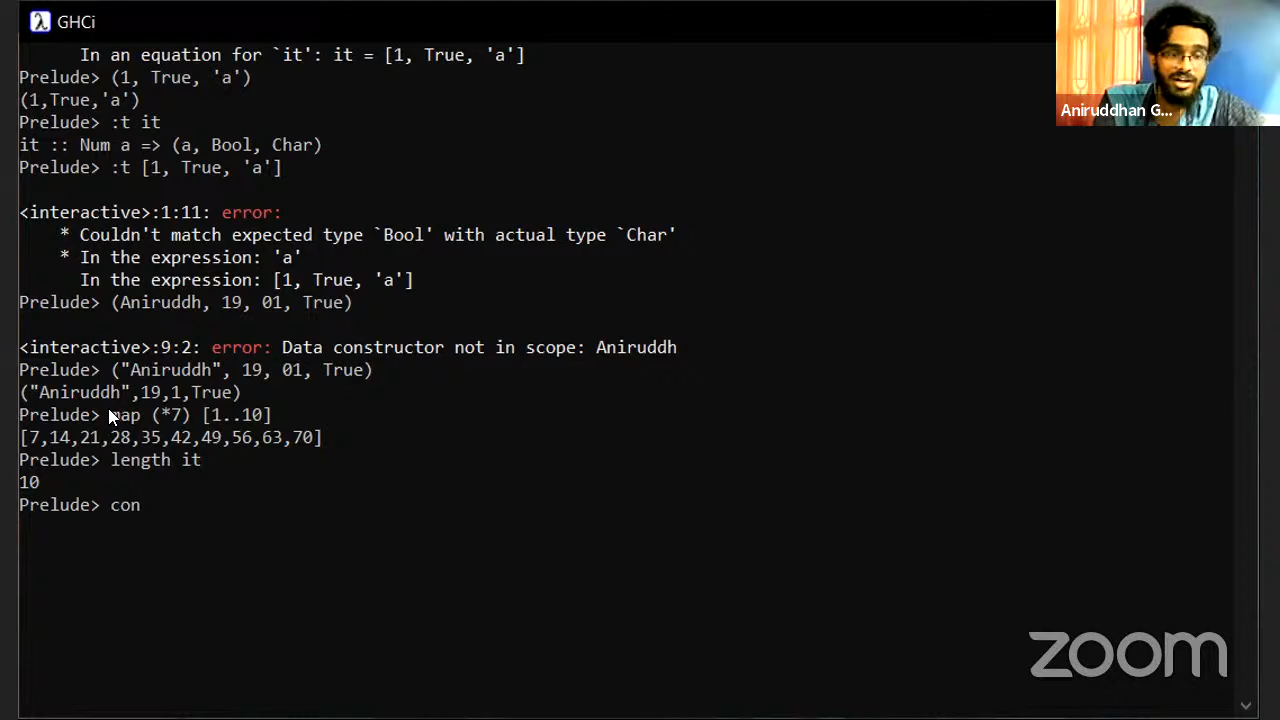 GHCi
In an equation for `it': it = [1, True, 'a']
Prelude> (1, True, 'a')
(1,True,'a')
Prelude> :t it
it :: Num a => (a, Bool, Char)
Prelude> :t [1, True, 'a']
<interactive>:1:11: error:
* Couldn't match expected type `Bool' with actual type `Char'
* In the expression: 'a'
In the expression: [1, True, 'a']
Prelude> (Aniruddh, 19, 01, True)
<interactive>:9:2: error: Data constructor not in scope: Aniruddh
Prelude> ("Aniruddh", 19, 01, True)
("Aniruddh",19,1,True)
Prelude> map (*7) [1..10]
[7,14,21,28,35,42,49,56,63,70]
Prelude> length it
10
Prelude> con
Aniruddhan G...
zoom